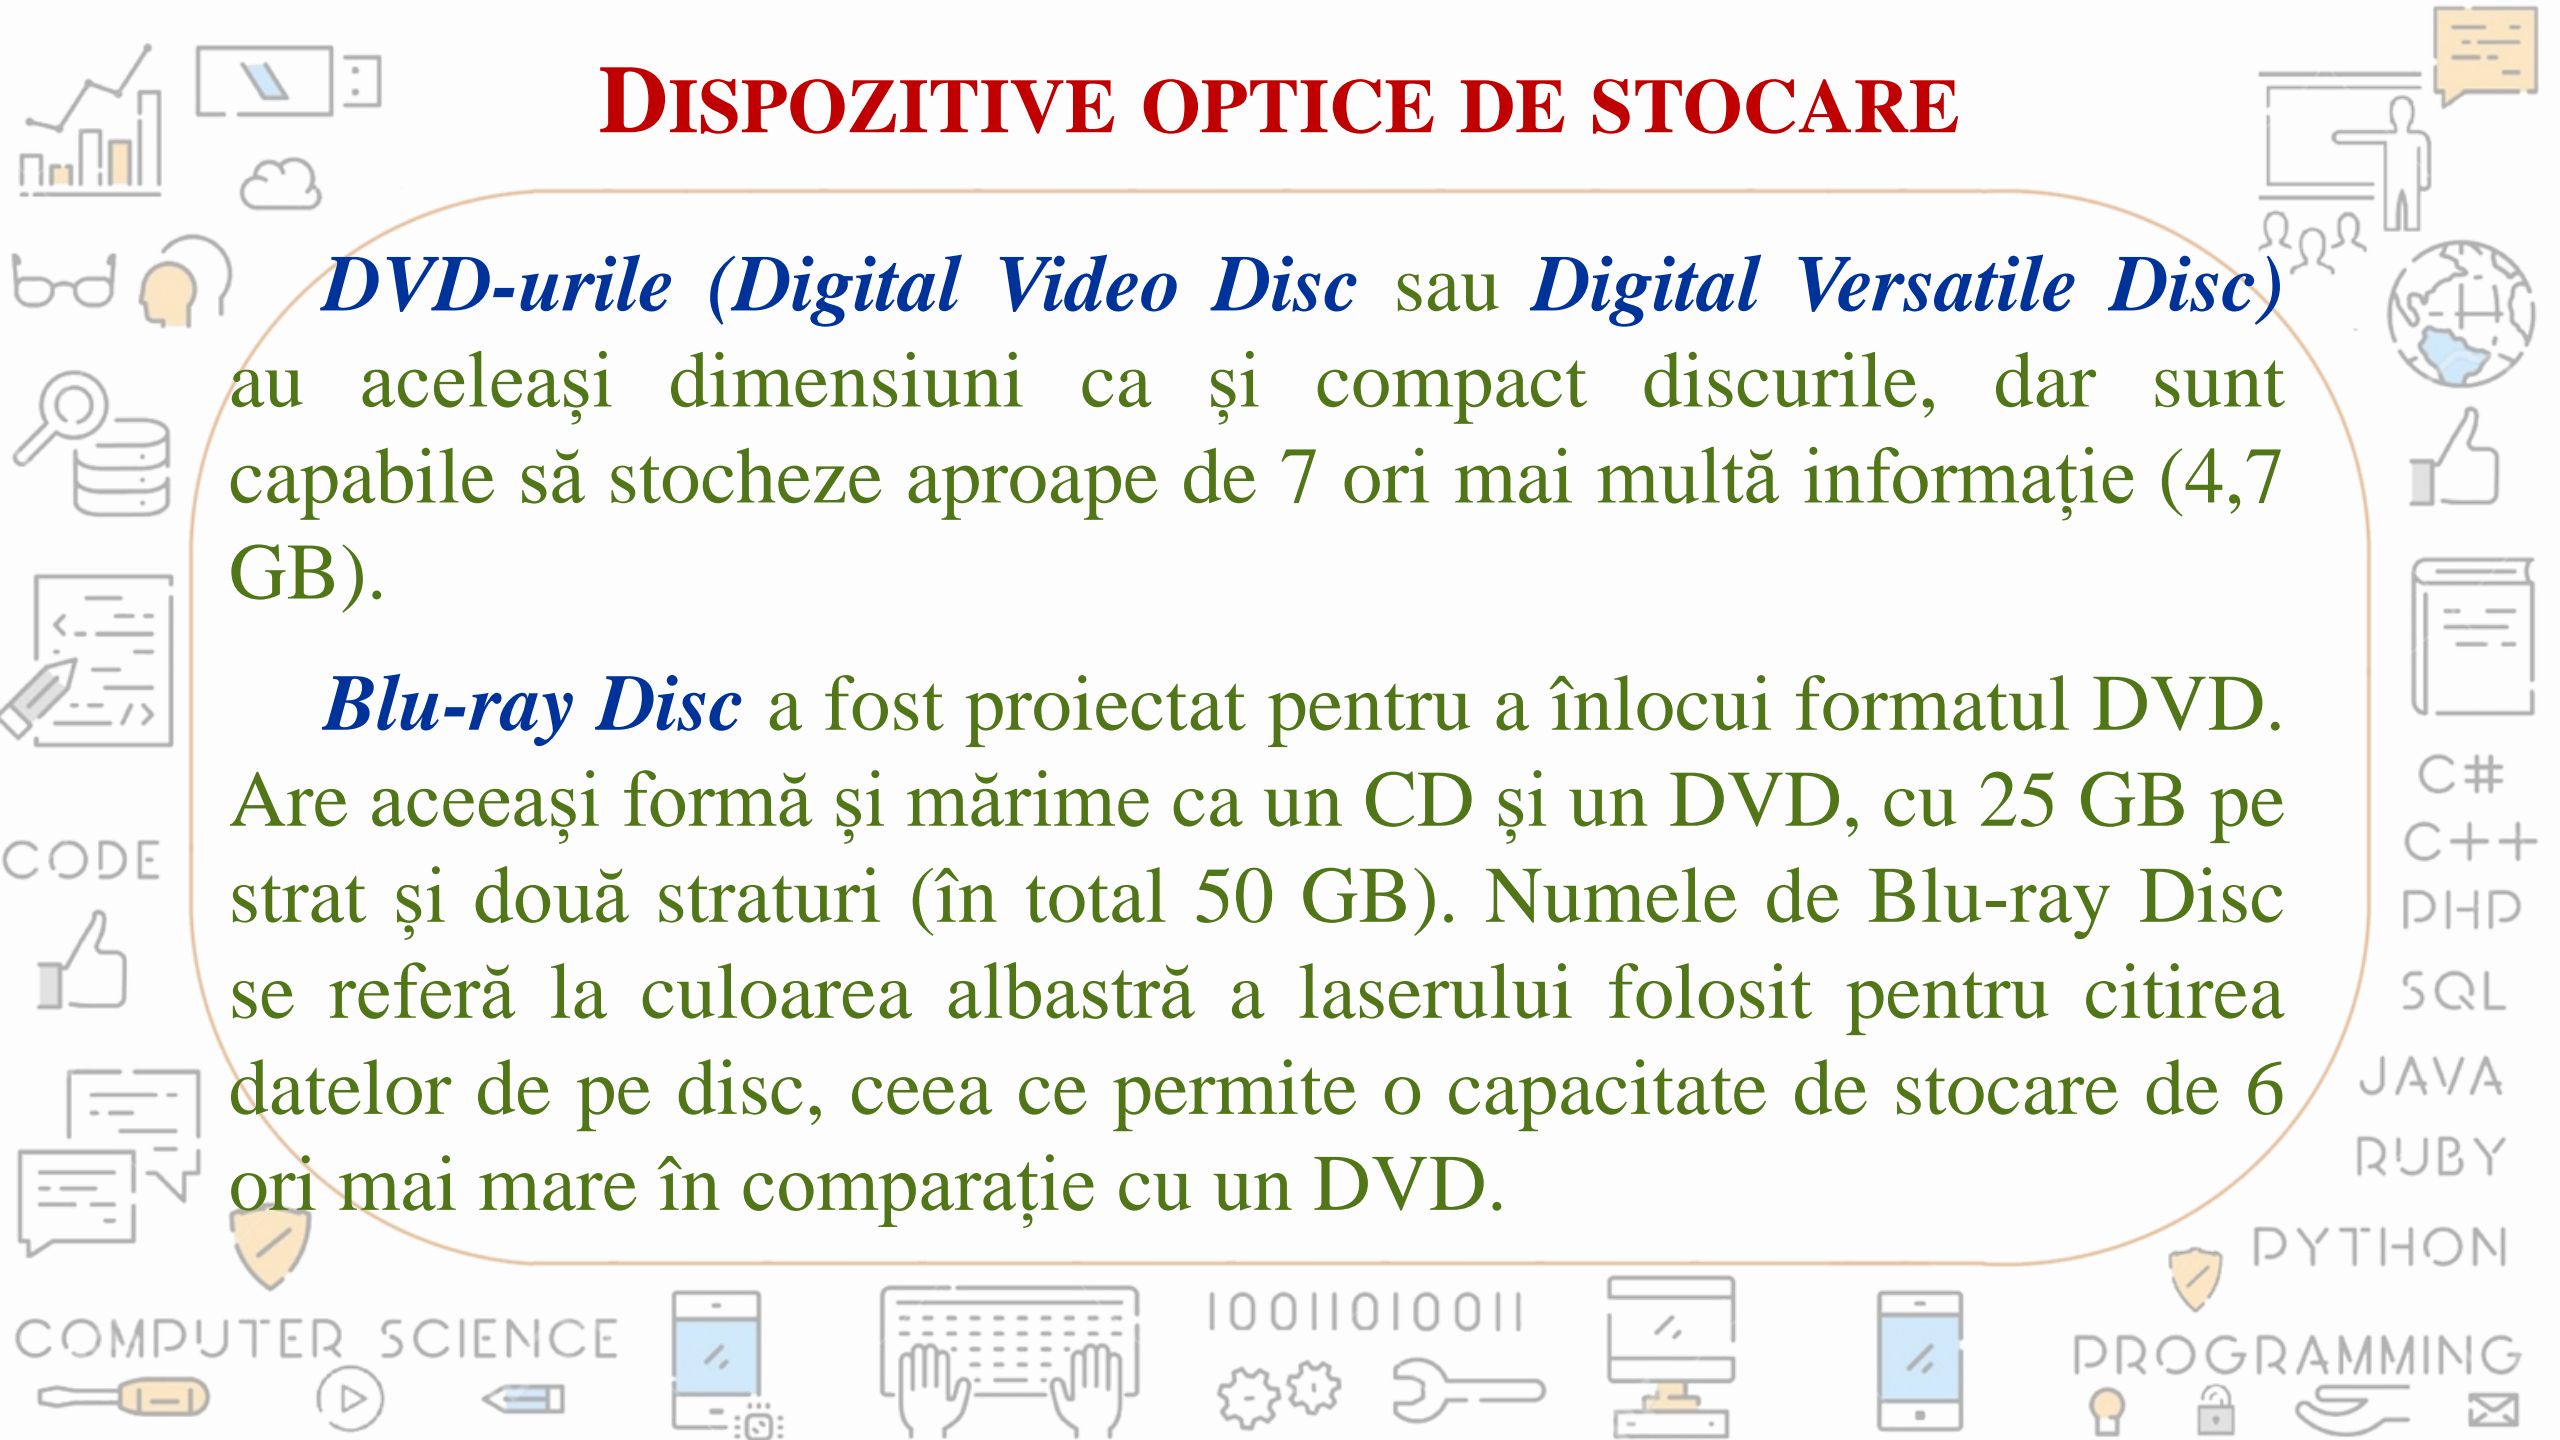 DISPOZITIVE OPTICE DE STOCARE
DVD-urile (Digital Video Disc sau Digital Versatile Disc)
au aceleași dimensiuni ca și compact discurile, dar sunt
capabile să stocheze aproape de 7 ori mai multă informație (4,7
GB).
Blu-ray Disc a fost proiectat pentru a înlocui formatul DVD.
Are aceeași formă și mărime ca un CD și un DVD, cu 25 GB pe
strat și două straturi (în total 50 GB). Numele de Blu-ray Disc
se referă la culoarea albastră a laserului folosit pentru citirea
datelor de pe disc, ceea ce permite o capacitate de stocare de 6
ori mai mare în comparație cu un DVD.
CODE
C#
C++
PHP
SQL
JAVA
RUBY
PYTHON
COMPUTER SCIENCE
10011010011
PROGRAMMING